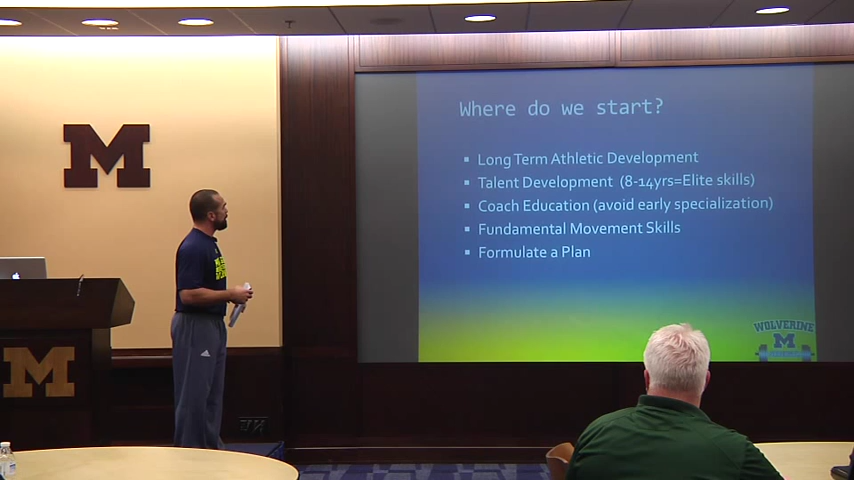 M
M
Where do we start?
Long Term Athletic Development
Talent Development (8-14yrs=Elite skills)
Coach Education (avoid early specialization)
Fundamental Movement Skills
Formulate a Plan
WOLVERINE
M